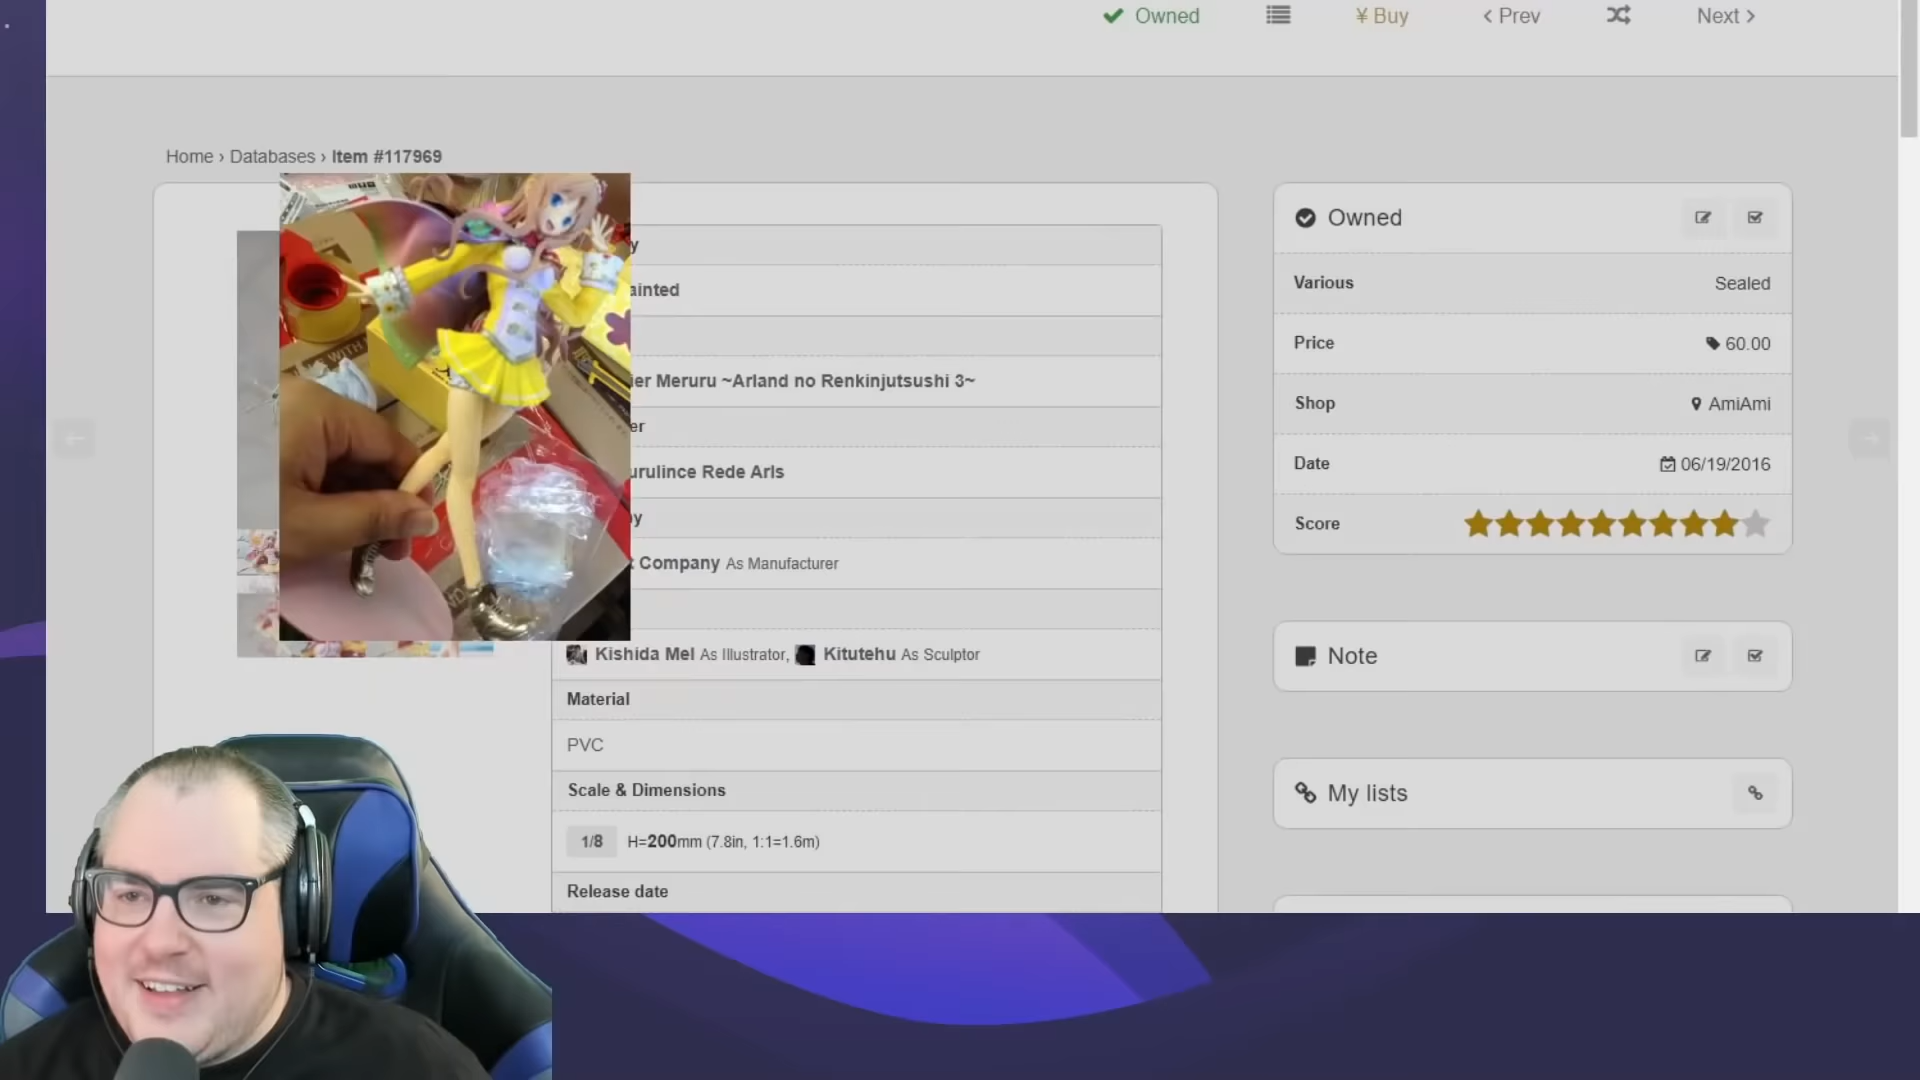 Owned
¥ Buy
Prev
Next
Home › Databases › Item #117969
y
ainted
ier Meruru ~Arland no Renkinjutsushi 3~
er
urulince Rede Arls
y
Company As Manufacturer
Kishida Mel As Illustrator, Kitutehu As Sculptor
Material
PVC
Scale & Dimensions
1/8 H=200mm (7.8in, 1:1=1.6m)
Release date
Owned
Various Sealed
Price 60.00
Shop AmiAmi
Date 06/19/2016
Score
Note
My lists